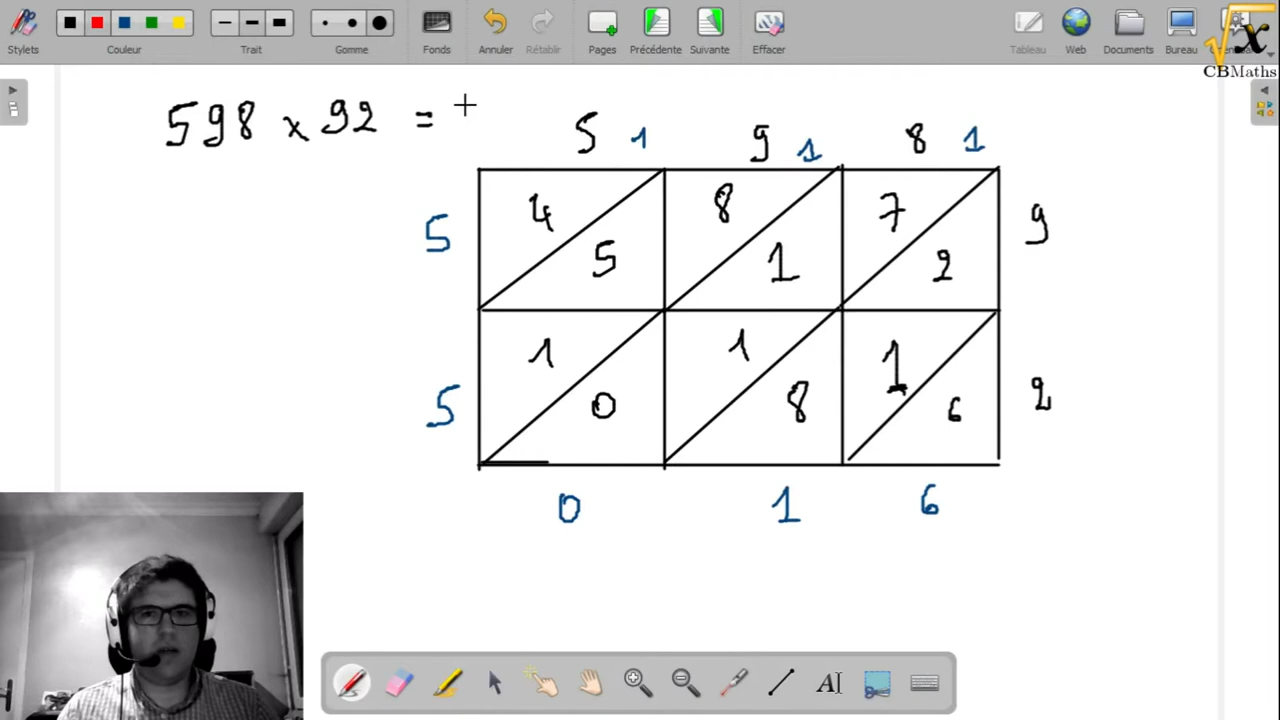 Stylets Couleur Trait Gomme Fonds Annuler Rétablir Pages Précédente Suivante Effacer Tableau Web Documents Bureau
√x
CBMaths
598 x 92 =
5 1 9 1 8 1
5 4 5 8 1 7 2 9
5 1 0 1 8 1 6 2
0 1 6
AI